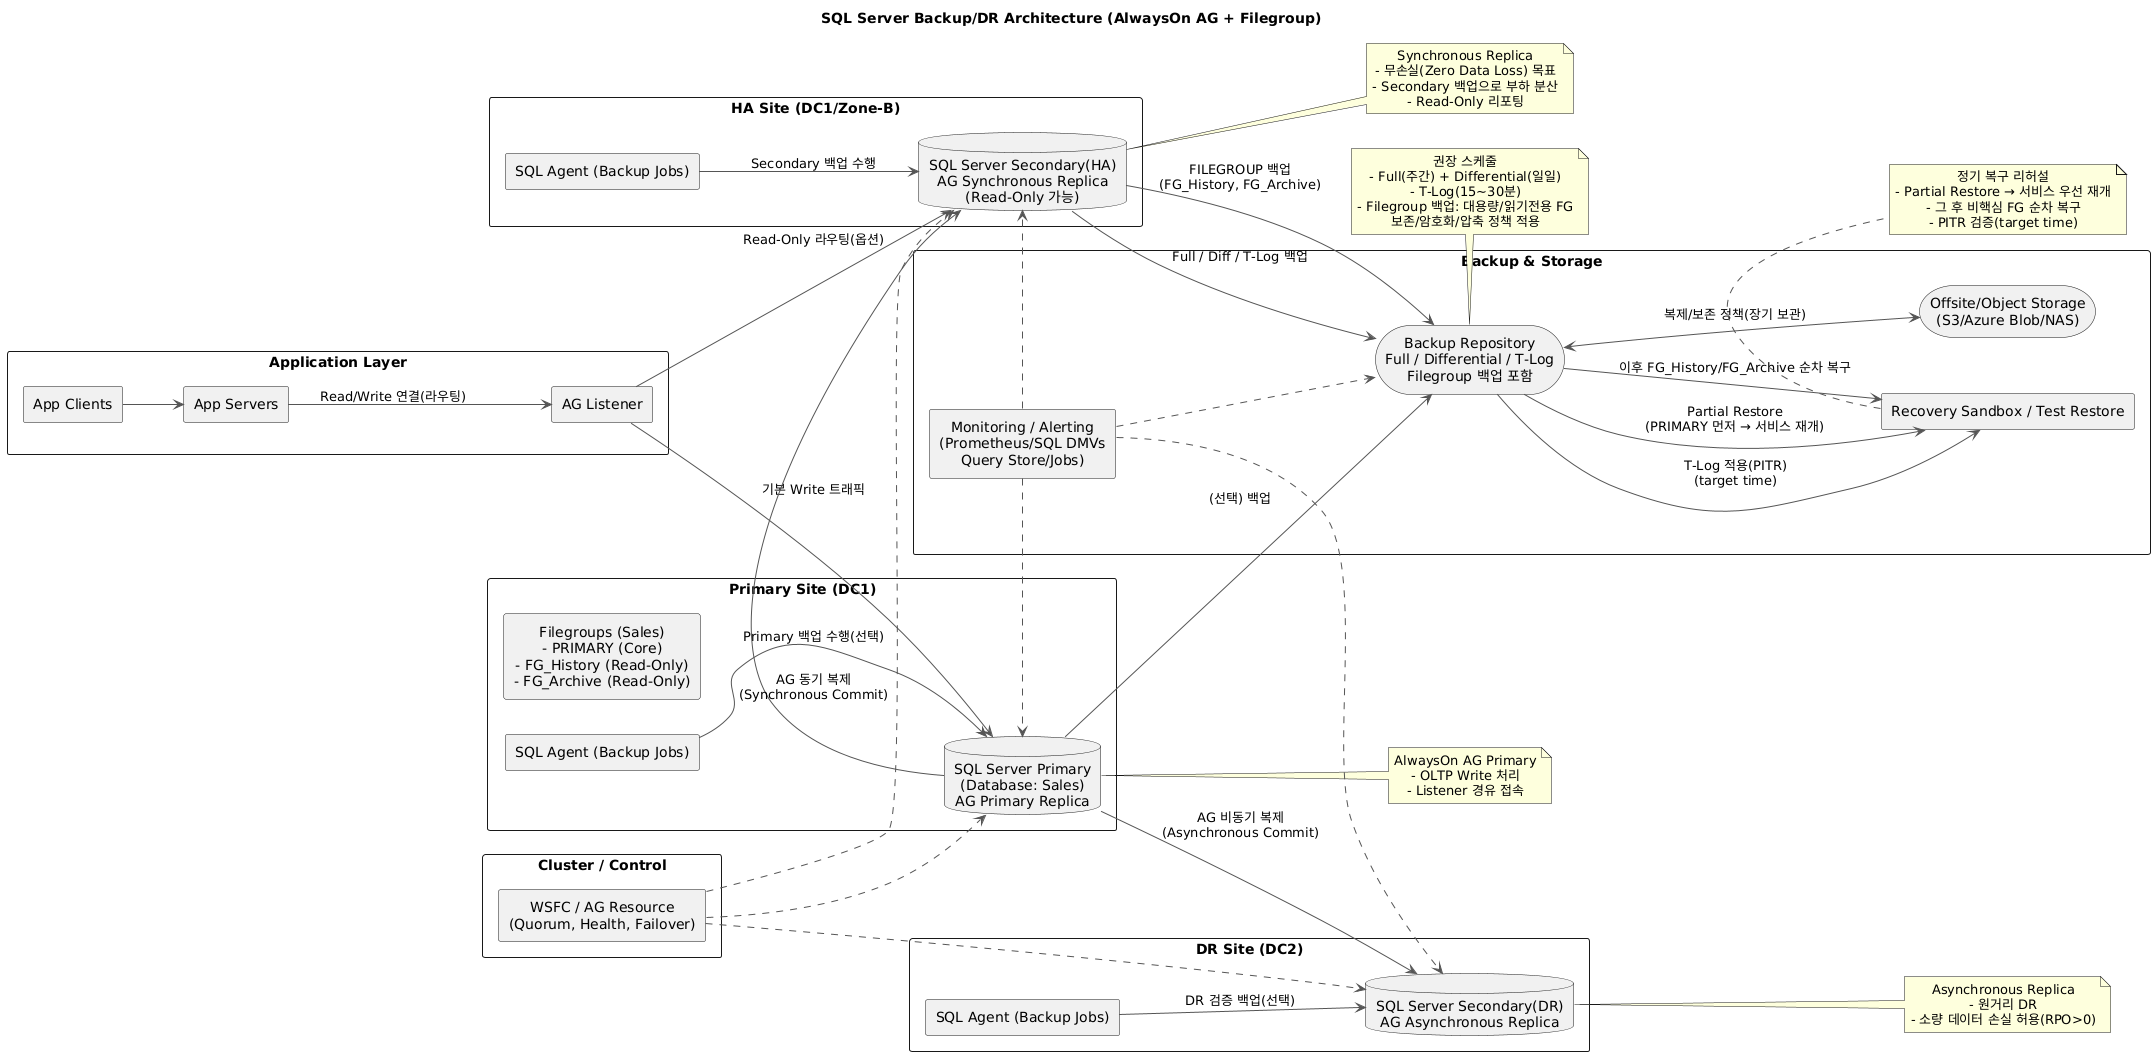 SQL Server Backup/DR Architecture (AlwaysOn AG + Filegroup)
Synchronous Replica
- 무손실(Zero Data Loss) 목표
- Secondary 백업으로 부하 분산
- Read-Only 리포팅
HA Site (DC1/Zone-B)
SQL Agent (Backup Jobs)
Secondary 백업 수행
SQL Server Secondary(HA)
AG Synchronous Replica
(Read-Only 가능)
FILEGROUP 백업
(FG_History, FG_Archive)
권장 스케줄
- Full(주간) + Differential(일일)
- T-Log(15~30분)
- Filegroup 백업: 대용량/읽기전용 FG
보존/암호화/압축 정책 적용
정기 복구 리허설
- Partial Restore → 서비스 우선 재개
- 그 후 비핵심 FG 순차 복구
- PITR 검증(target time)
Read-Only 라우팅(옵션)
Full / Diff / T-Log 백업
Backup & Storage
복제/보존 정책(장기 보관)
Offsite/Object Storage
(S3/Azure Blob/NAS)
Backup Repository
Full / Differential / T-Log
Filegroup 백업 포함
이후 FG_History/FG_Archive 순차 복구
Partial Restore
(PRIMARY 먼저 → 서비스 재개)
Recovery Sandbox / Test Restore
T-Log 적용(PITR)
(target time)
Application Layer
App Clients
App Servers
Read/Write 연결(라우팅)
AG Listener
Monitoring / Alerting
(Prometheus/SQL DMVs
Query Store/Jobs)
기본 Write 트래픽
(선택) 백업
Primary Site (DC1)
Filegroups (Sales)
- PRIMARY (Core)
- FG_History (Read-Only)
- FG_Archive (Read-Only)
Primary 백업 수행(선택)
AG 동기 복제
(Synchronous Commit)
SQL Agent (Backup Jobs)
SQL Server Primary
(Database: Sales)
AG Primary Replica
AlwaysOn AG Primary
- OLTP Write 처리
- Listener 경유 접속
AG 비동기 복제
(Asynchronous Commit)
Cluster / Control
WSFC / AG Resource
(Quorum, Health, Failover)
DR Site (DC2)
SQL Agent (Backup Jobs)
DR 검증 백업(선택)
SQL Server Secondary(DR)
AG Asynchronous Replica
Asynchronous Replica
- 원거리 DR
- 소량 데이터 손실 허용(RPO>0)